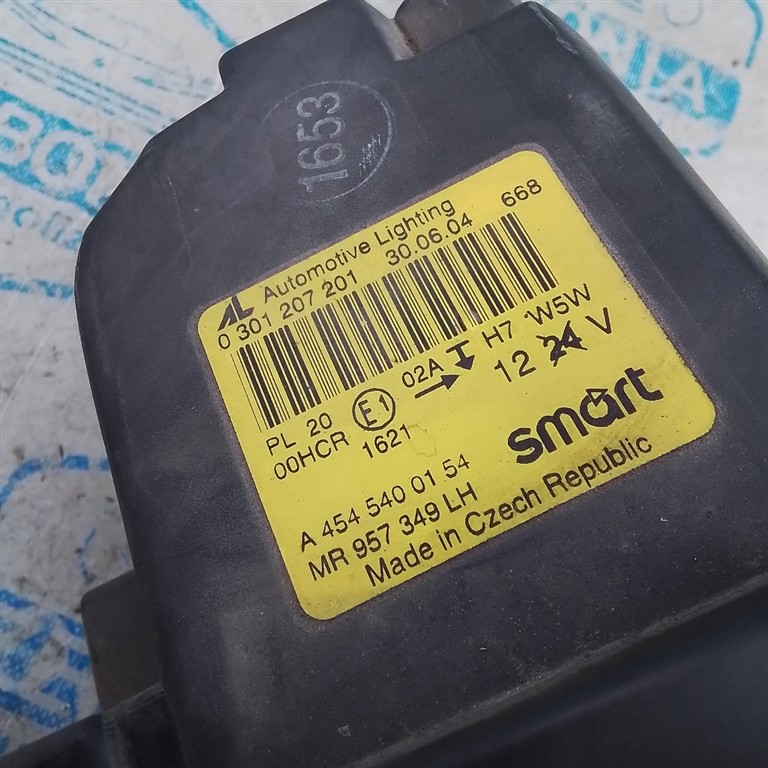 1653
AL Automotive Lighting
0 301 207 201 30.06.04 668
PL 20 E1 02A H7 W5W
00HCR 1621 12 24 V
smart
A 454 540 01 54
MR 957 349 LH
Made in Czech Republic